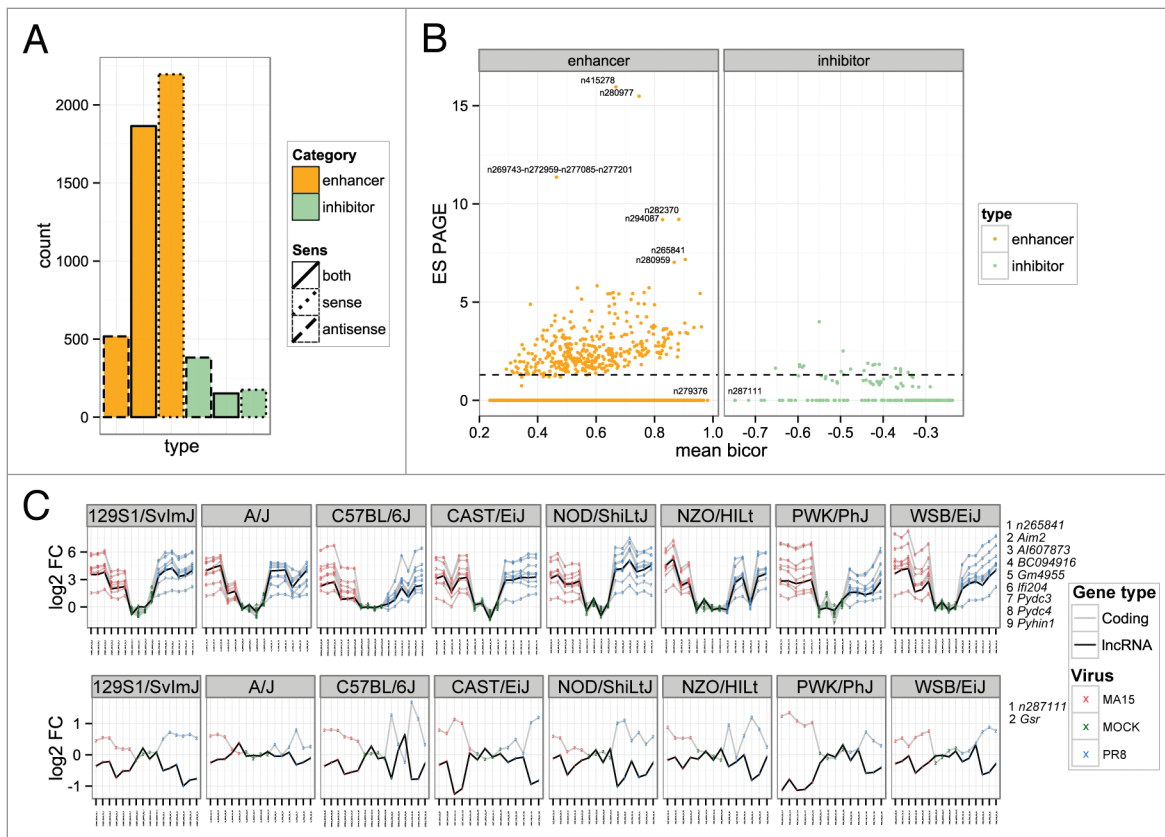 A
2000
1500
1000
500
0
count
type
Category
enhancer
inhibitor
Sens
both
sense
antisense
B
enhancer
inhibitor
n415278
n280977
n269743-n272959-n277085-n277201
n282370
n294087
n265841
n280959
n279376
n287111
15
10
5
0
ES PAGE
0.2
0.4
0.6
0.8
1.0
-0.7
-0.6
-0.5
-0.4
-0.3
mean bicor
type
enhancer
inhibitor
C
129S1/SvImJ
A/J
C57BL/6J
CAST/EiJ
NOD/ShiLtJ
NZO/HILt
PWK/PhJ
WSB/EiJ
log2 FC
6
3
0
1 n265841
2 Aim2
3 AI607873
4 BC094916
5 Gm4955
6 Ifi204
7 Pydc3
8 Pydc4
9 Pyhin1
129S1/SvImJ
A/J
C57BL/6J
CAST/EiJ
NOD/ShiLtJ
NZO/HILt
PWK/PhJ
WSB/EiJ
log2 FC
1
0
-1
1 n287111
2 Gsr
Gene type
Coding
lncRNA
Virus
MA15
MOCK
PR8